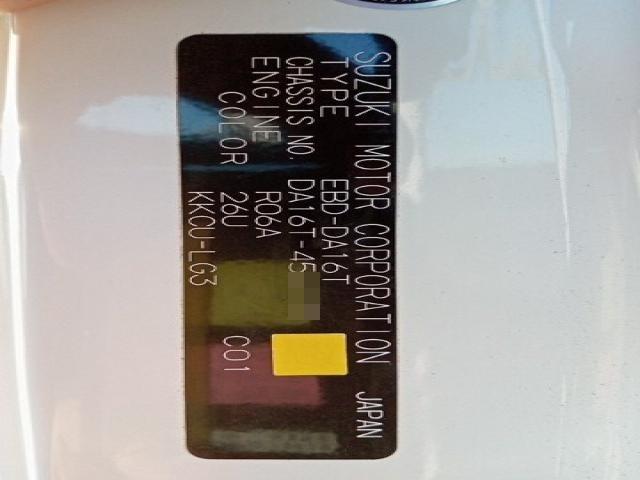 SUZUKI MOTOR CORPORATION JAPAN
TYPE EBD-DA16T
CHASSIS NO. DA16T-45
ENGINE R06A
COLOR 26U C01
KKCU-LG3